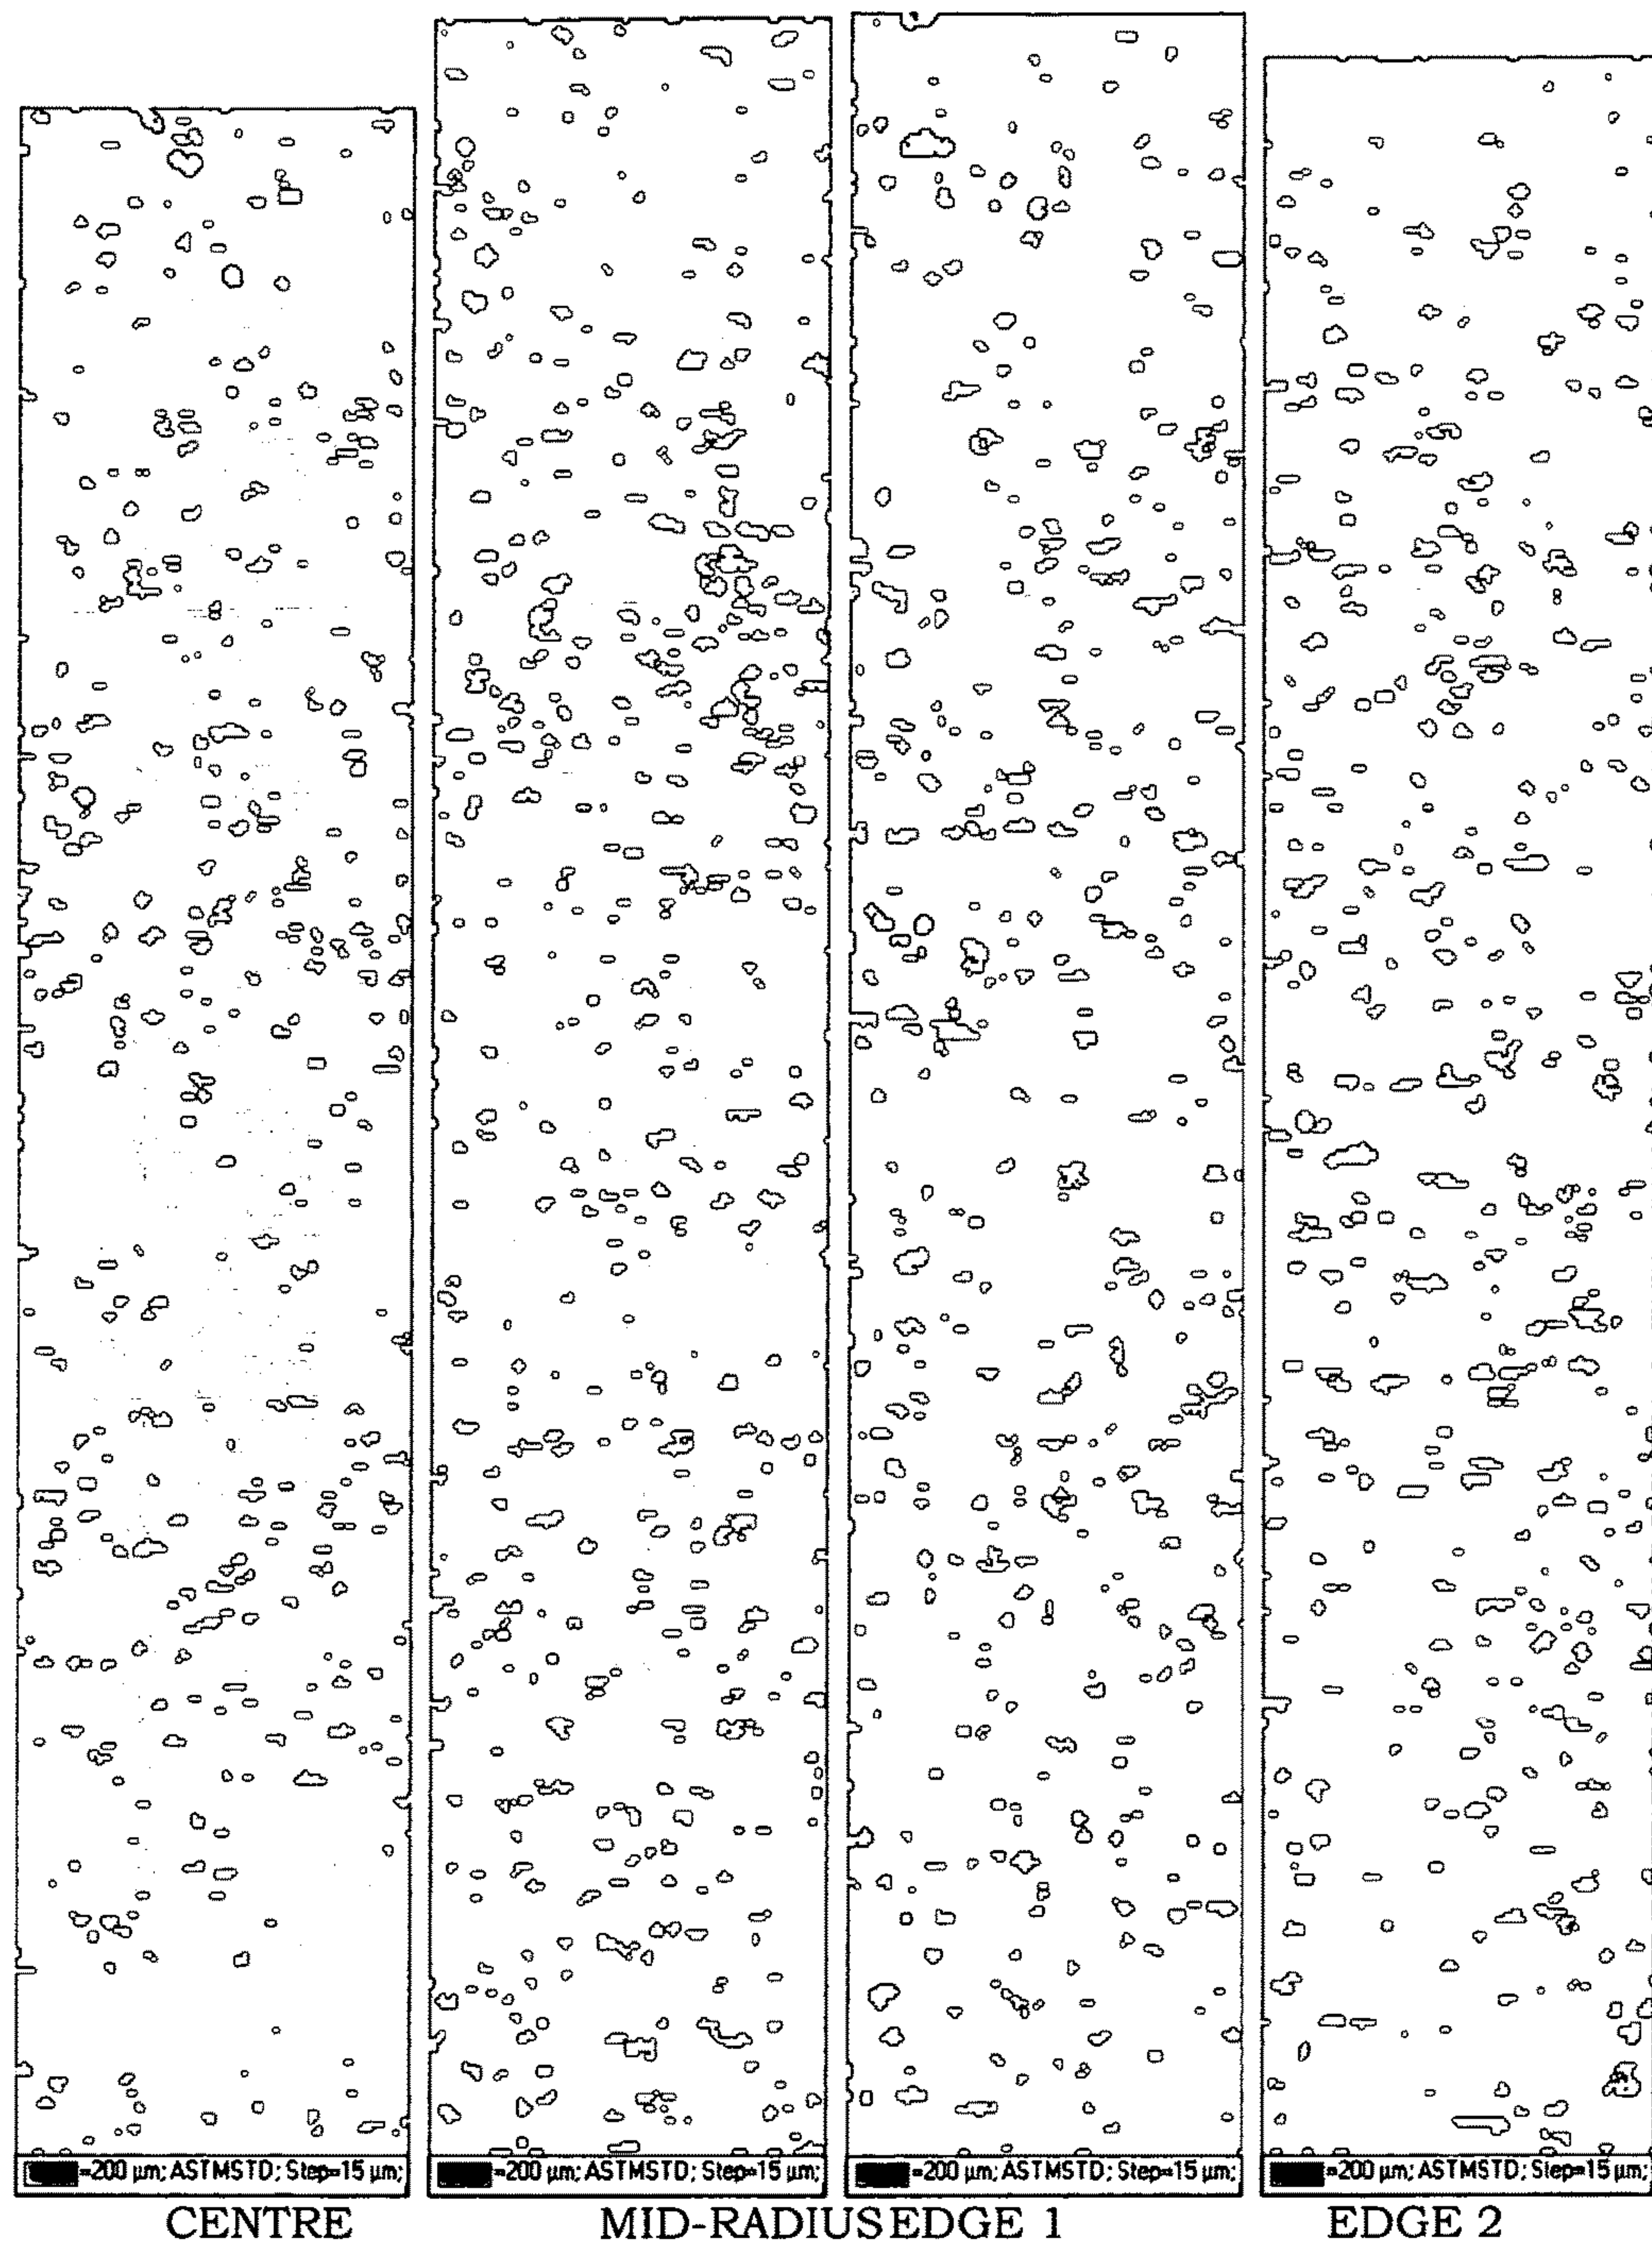 =200 µm; ASTMSTD; Step=15 µm;
=200 µm; ASTMSTD; Step=15 µm;
=200 µm; ASTMSTD; Step=15 µm;
=200 µm; ASTMSTD; Step=15 µm;
CENTRE
MID-RADIUS
EDGE 1
EDGE 2